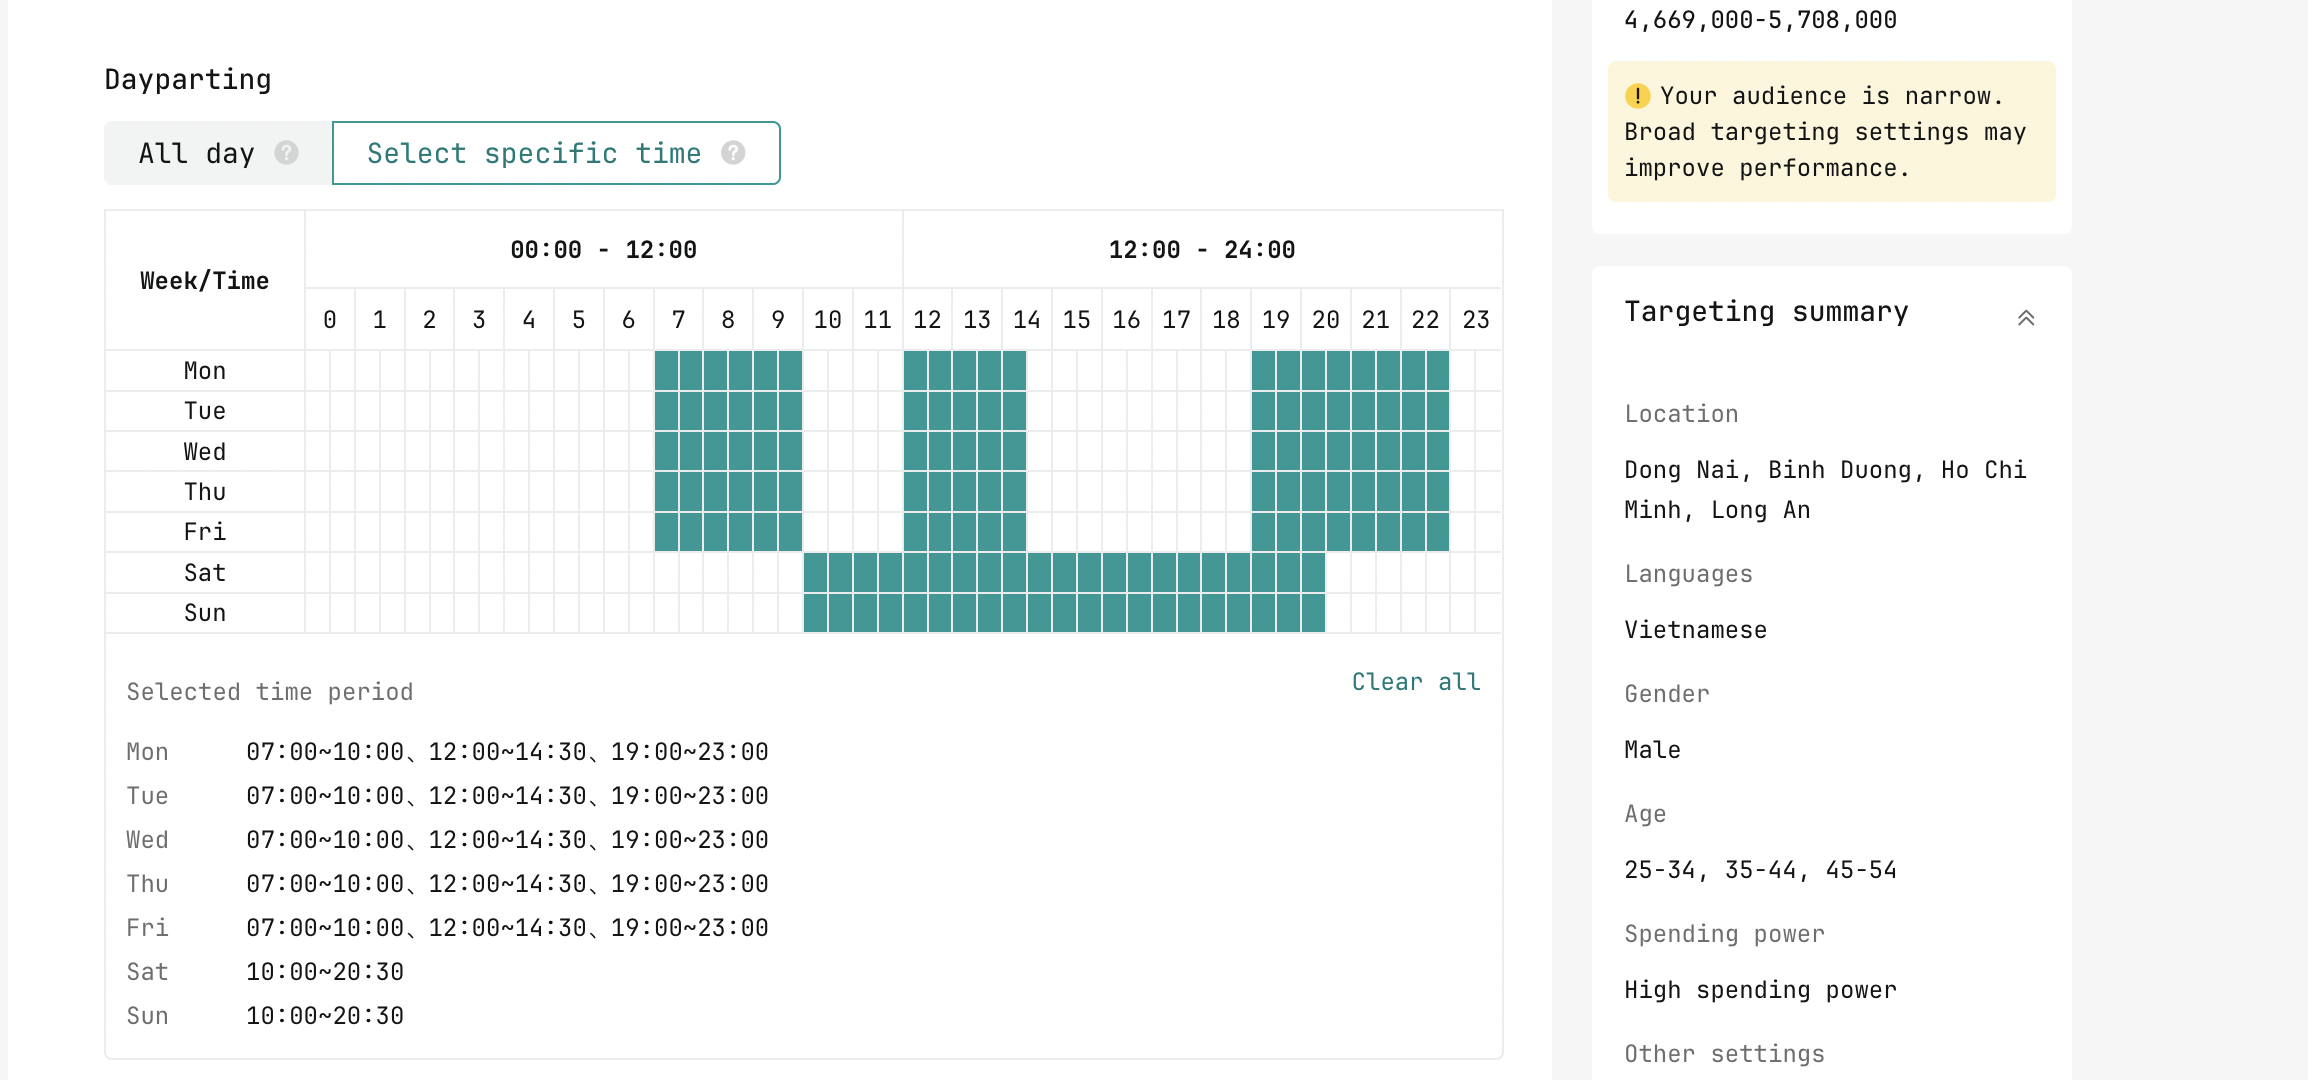 Dayparting
All day
Select specific time
Week/Time
00:00 - 12:00
12:00 - 24:00
0 1 2 3 4 5 6 7 8 9 10 11 12 13 14 15 16 17 18 19 20 21 22 23
Mon
Tue
Wed
Thu
Fri
Sat
Sun
Selected time period
Clear all
Mon 07:00~10:00、12:00~14:30、19:00~23:00
Tue 07:00~10:00、12:00~14:30、19:00~23:00
Wed 07:00~10:00、12:00~14:30、19:00~23:00
Thu 07:00~10:00、12:00~14:30、19:00~23:00
Fri 07:00~10:00、12:00~14:30、19:00~23:00
Sat 10:00~20:30
Sun 10:00~20:30
4,669,000-5,708,000
Your audience is narrow.
Broad targeting settings may
improve performance.
Targeting summary
Location
Dong Nai, Binh Duong, Ho Chi
Minh, Long An
Languages
Vietnamese
Gender
Male
Age
25-34, 35-44, 45-54
Spending power
High spending power
Other settings